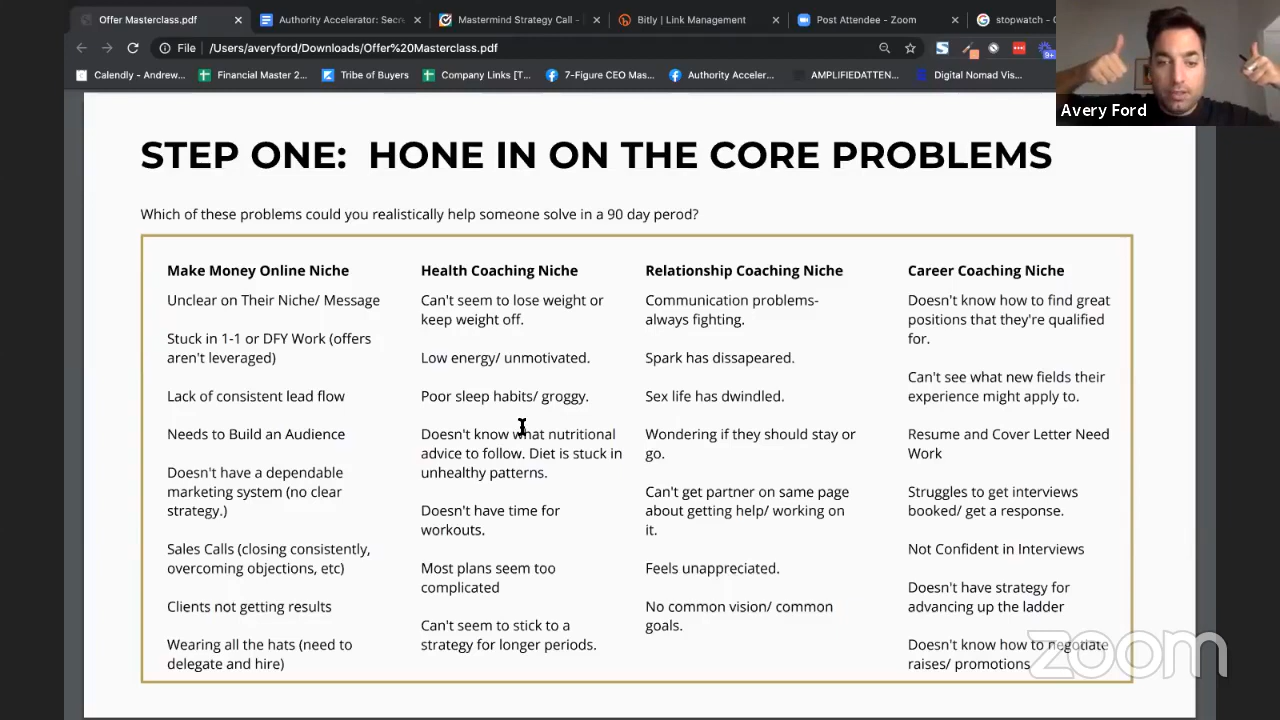 Offer Masterclass.pdf
Authority Accelerator: Secre
Mastermind Strategy Call -
Bitly | Link Management
Post Attendee - Zoom
stopwatch - G
File
/Users/averyford/Downloads/Offer%20Masterclass.pdf
9+
Calendly - Andrew...
Financial Master 2...
Tribe of Buyers
Company Links [T...
7-Figure CEO Mas...
Authority Acceler...
AMPLIFIEDATTEN...
Digital Nomad Vis...
Avery Ford
STEP ONE: HONE IN ON THE CORE PROBLEMS
Which of these problems could you realistically help someone solve in a 90 day perod?
Make Money Online Niche
Unclear on Their Niche/ Message
Stuck in 1-1 or DFY Work (offers
aren't leveraged)
Lack of consistent lead flow
Needs to Build an Audience
Doesn't have a dependable
marketing system (no clear
strategy.)
Sales Calls (closing consistently,
overcoming objections, etc)
Clients not getting results
Wearing all the hats (need to
delegate and hire)
Health Coaching Niche
Can't seem to lose weight or
keep weight off.
Low energy/ unmotivated.
Poor sleep habits/ groggy.
Doesn't know what nutritional
advice to follow. Diet is stuck in
unhealthy patterns.
Doesn't have time for
workouts.
Most plans seem too
complicated
Can't seem to stick to a
strategy for longer periods.
Relationship Coaching Niche
Communication problems-
always fighting.
Spark has dissapeared.
Sex life has dwindled.
Wondering if they should stay or
go.
Can't get partner on same page
about getting help/ working on
it.
Feels unappreciated.
No common vision/ common
goals.
Career Coaching Niche
Doesn't know how to find great
positions that they're qualified
for.
Can't see what new fields their
experience might apply to.
Resume and Cover Letter Need
Work
Struggles to get interviews
booked/ get a response.
Not Confident in Interviews
Doesn't have strategy for
advancing up the ladder
Doesn't know how to negotiate
raises/ promotions
zoom